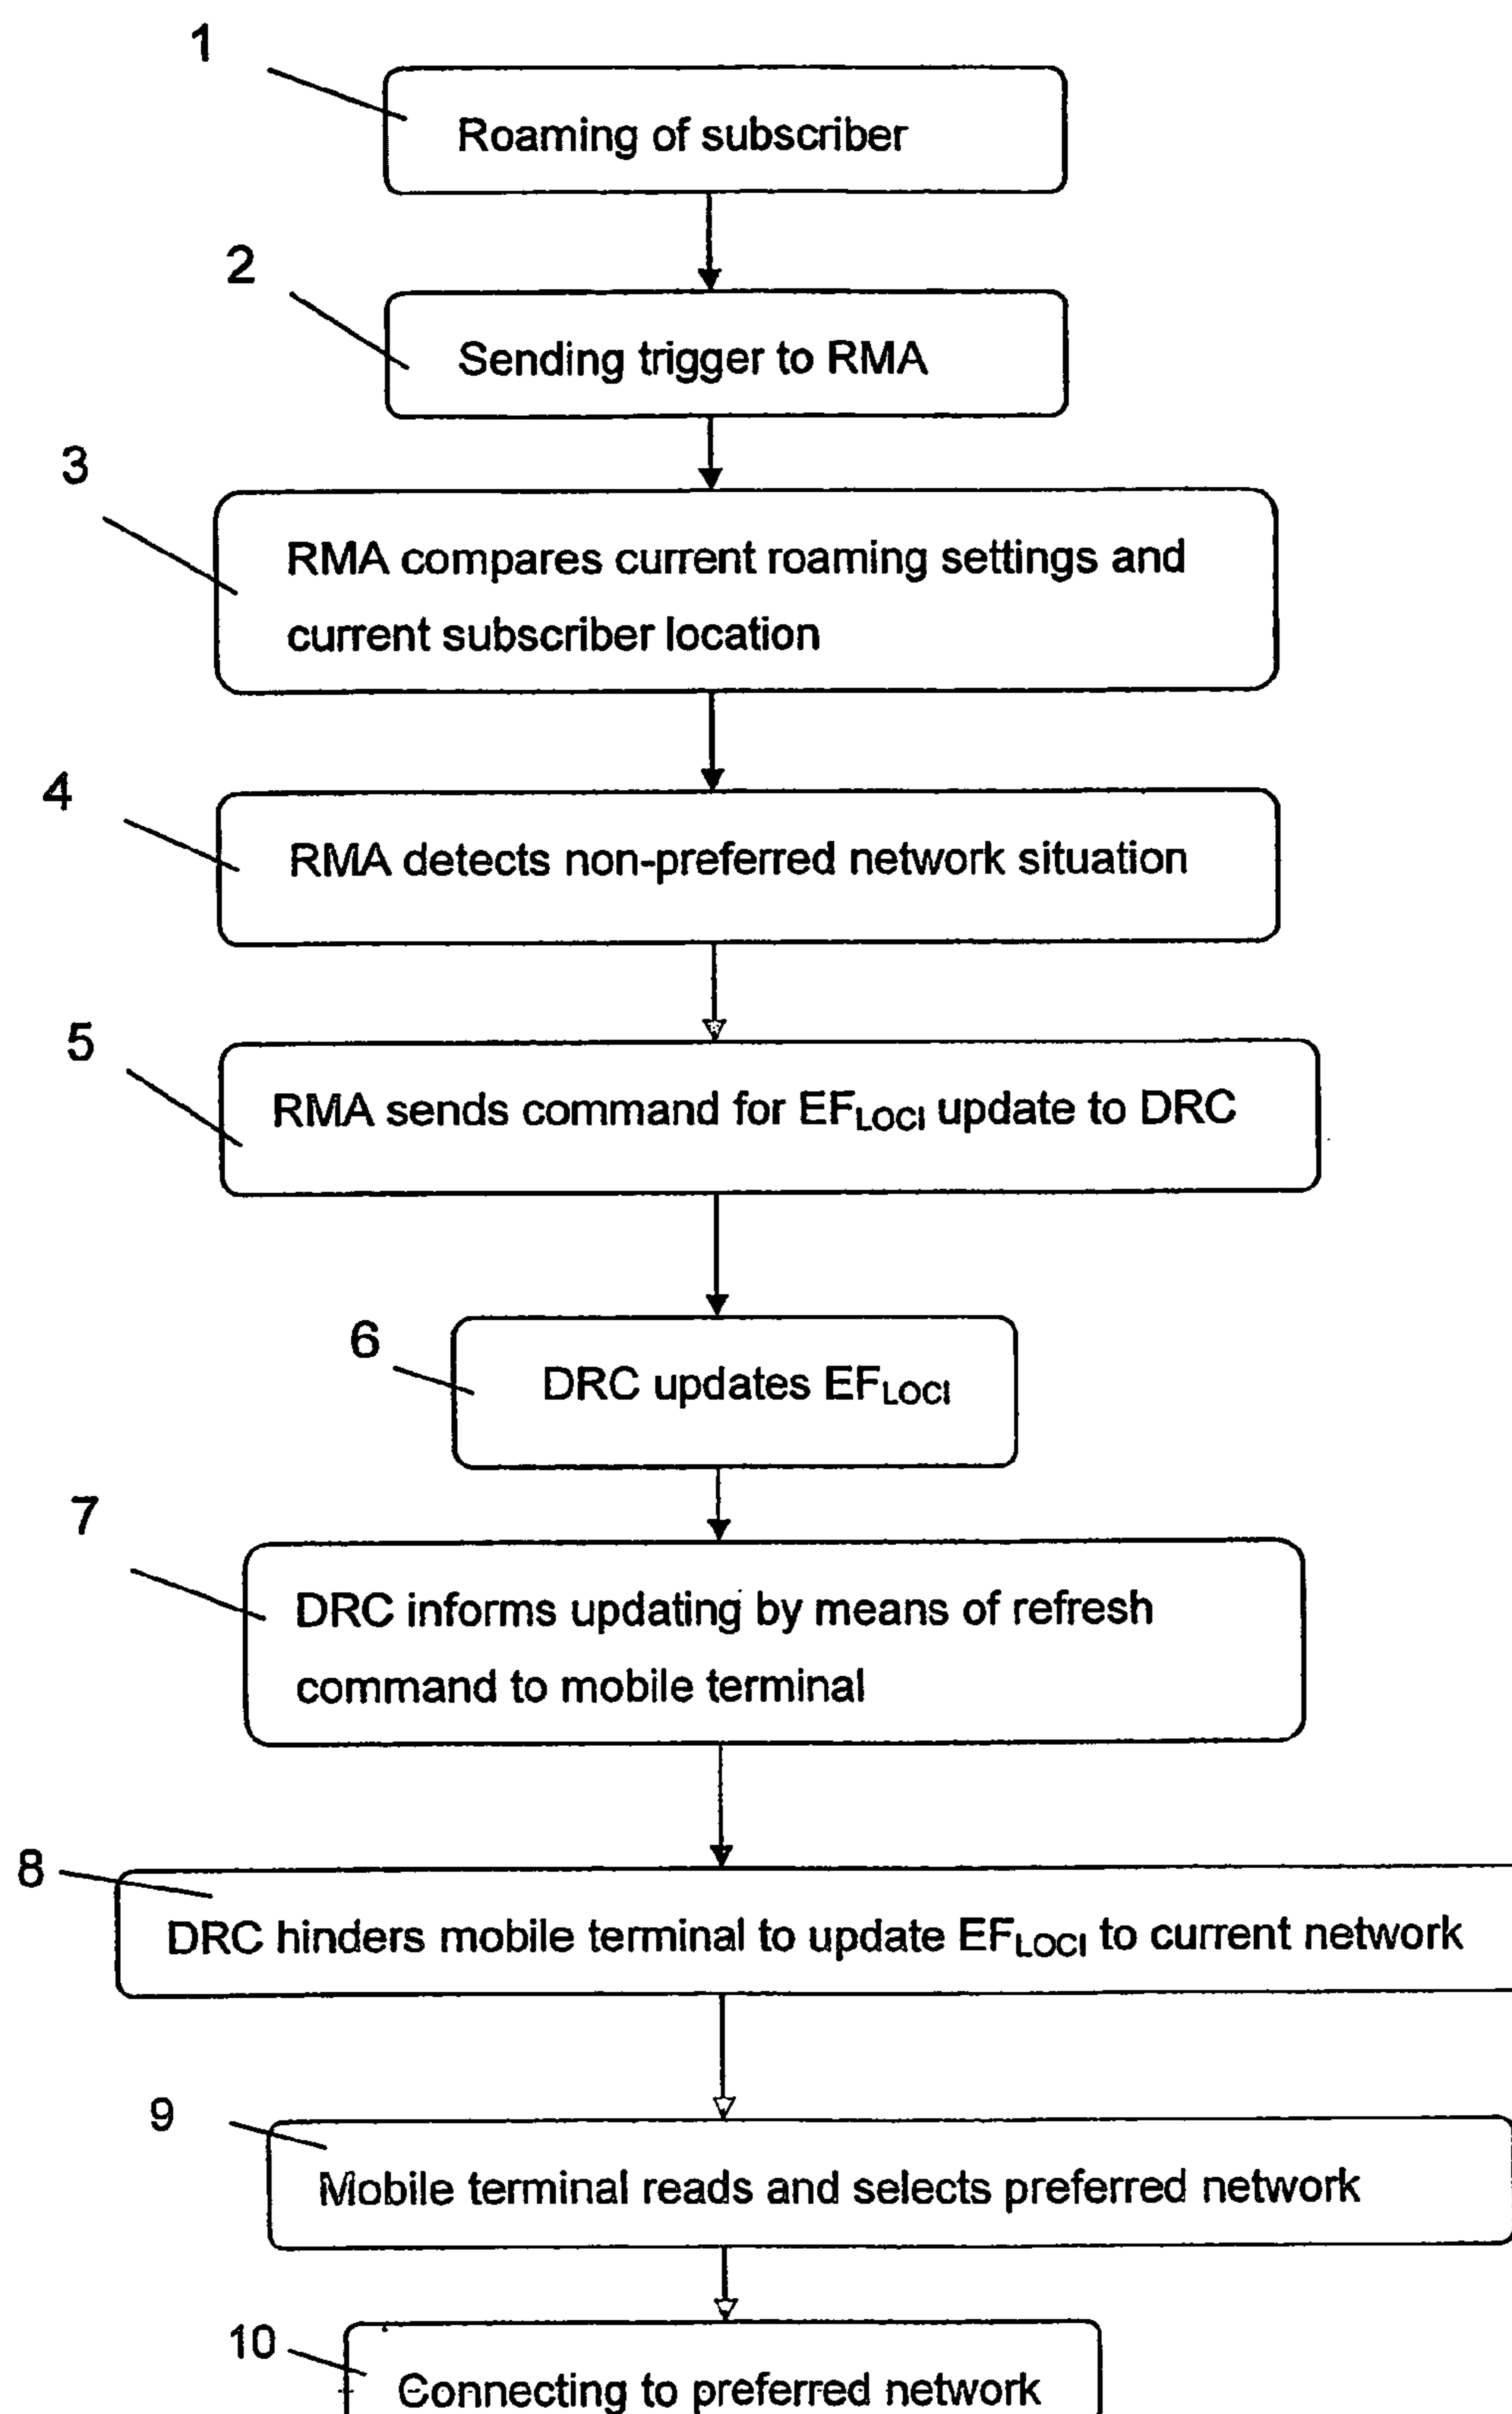 1
Roaming of subscriber
2
Sending trigger to RMA
3
RMA compares current roaming settings and
current subscriber location
4
RMA detects non-preferred network situation
5
RMA sends command for EFLOCI update to DRC
6
DRC updates EFLOCI
7
DRC informs updating by means of refresh
command to mobile terminal
8
DRC hinders mobile terminal to update EFLOCI to current network
9
Mobile terminal reads and selects preferred network
10
Connecting to preferred network